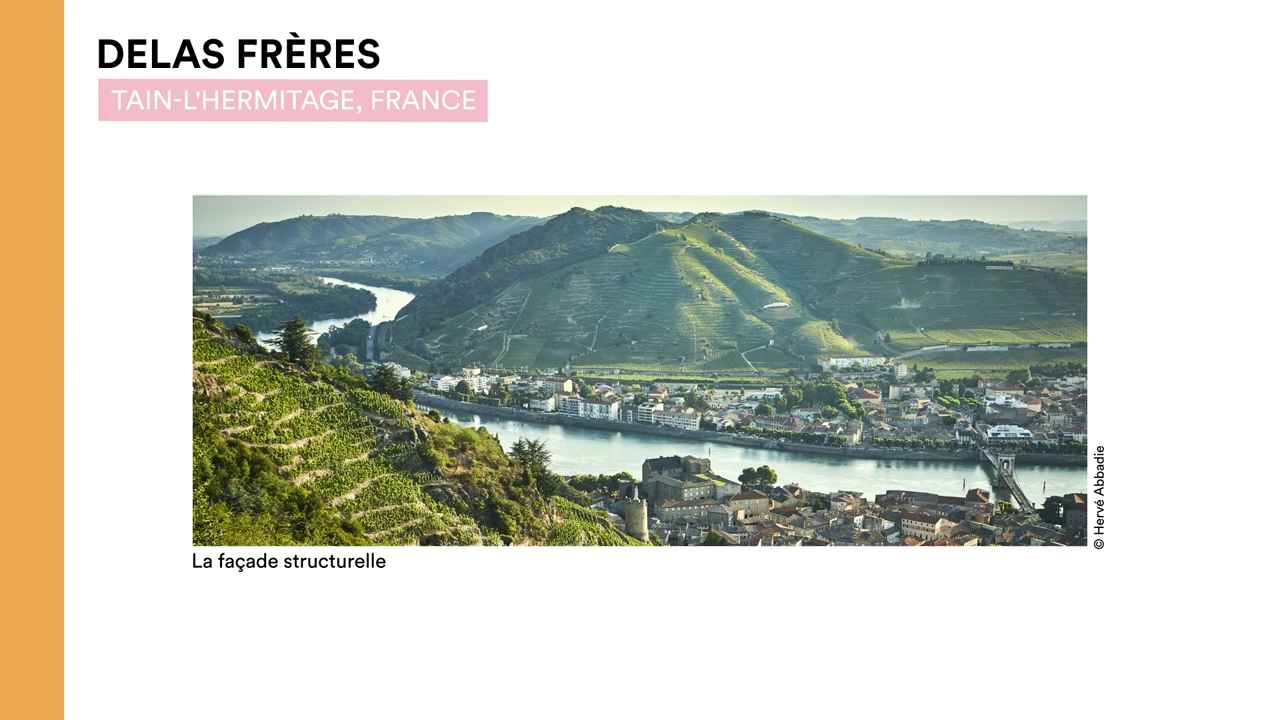 DELAS FRÈRES
TAIN-L'HERMITAGE, FRANCE
© Hervé Abbadie
La façade structurelle